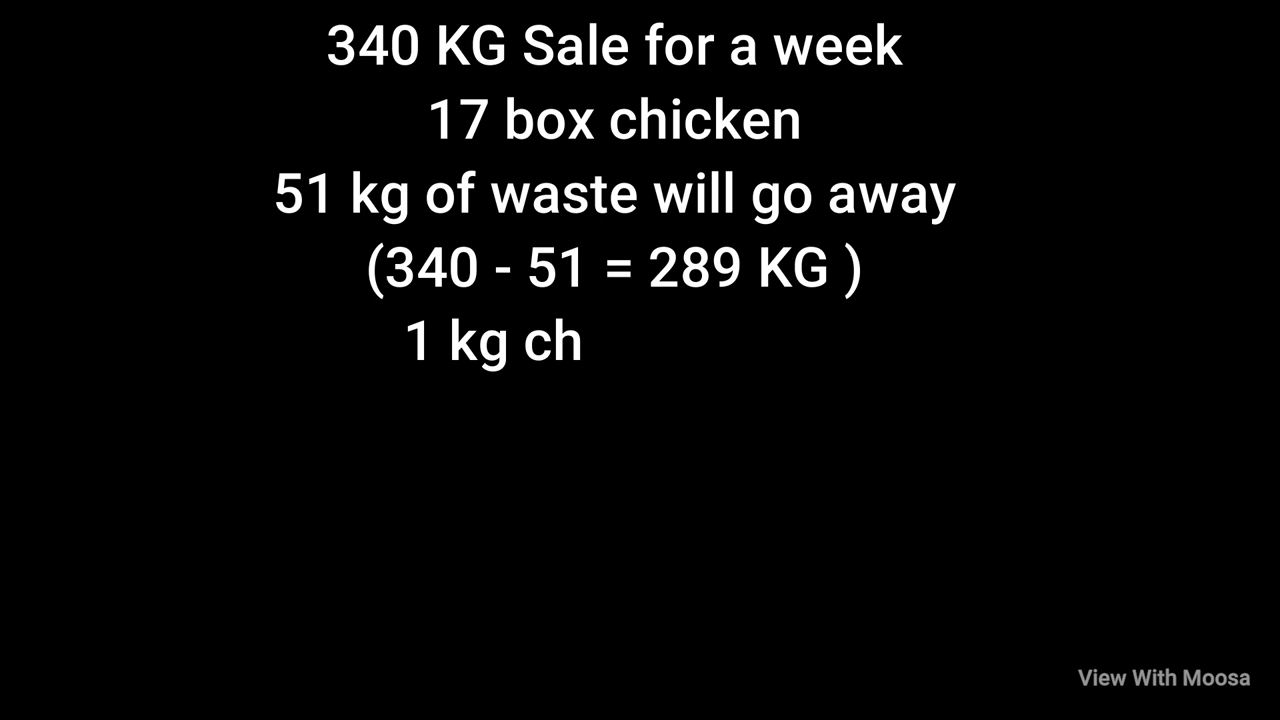 340 KG Sale for a week
17 box chicken
51 kg of waste will go away
(340 - 51 = 289 KG )
1 kg ch
View With Moosa